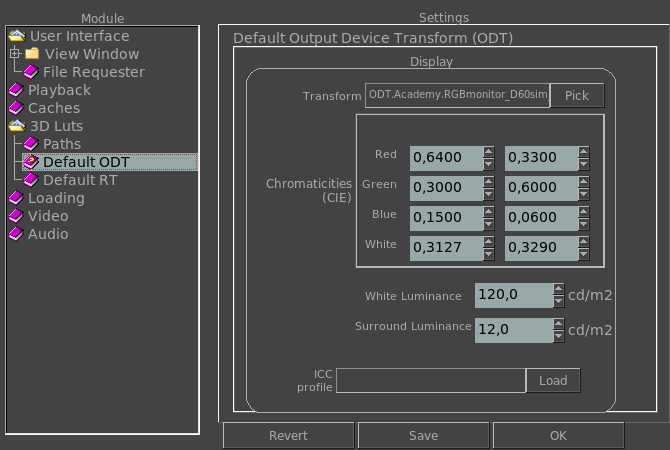 Module
User Interface
View Window
File Requester
Playback
Caches
3D Luts
Paths
Default ODT
Default RT
Loading
Video
Audio
Settings
Default Output Device Transform (ODT)
Display
Transform ODT.Academy.RGBmonitor_D60sim Pick
Chromaticities
(CIE)
Red 0,6400 0,3300
Green 0,3000 0,6000
Blue 0,1500 0,0600
White 0,3127 0,3290
White Luminance 120,0 cd/m2
Surround Luminance 12,0 cd/m2
ICC
profile
Load
Revert Save OK